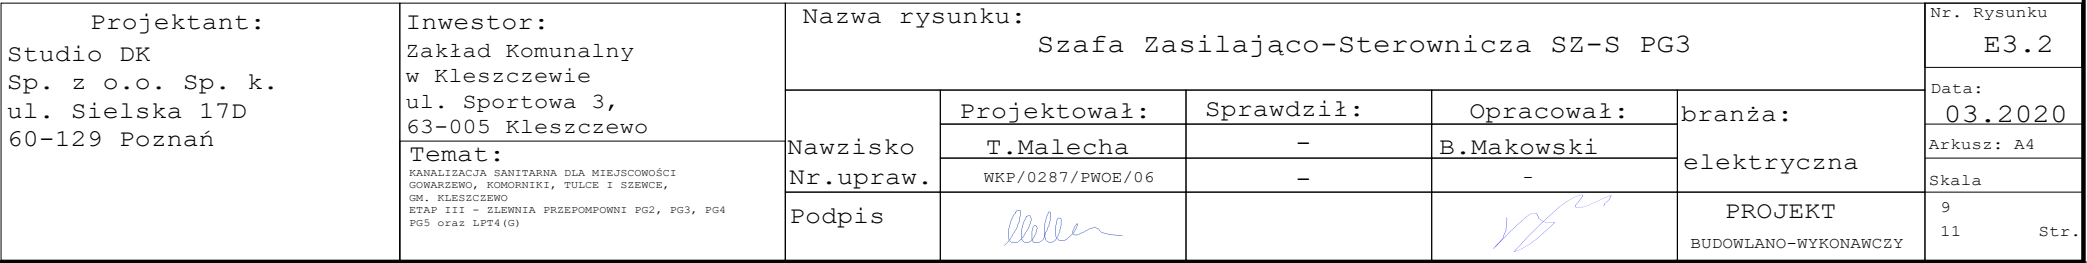 Projektant:
Studio DK
Sp. z o.o. Sp. k.
ul. Sielska 17D
60-129 Poznań
Inwestor:
Zakład Komunalny
w Kleszczewie
ul. Sportowa 3,
63-005 Kleszczewo
Temat:
KANALIZACJA SANITARNA DLA MIEJSCOWOŚCI
GOWARZEWO, KOMORNIKI, TULCE I SZEWCE,
GM. KLESZCZEWO
ETAP III - ZLEWNIA PRZEPOMPOWNI PG2, PG3, PG4
PG5 oraz LPT4(G)
Nazwa rysunku:
Szafa Zasilająco-Sterownicza SZ-S PG3
Projektował: Sprawdził: Opracował:
Nawzisko T.Malecha - B.Makowski
Nr.upraw. WKP/0287/PWOE/06 - -
Podpis
branża:
elektryczna
PROJEKT
BUDOWLANO-WYKONAWCZY
Nr. Rysunku
E3.2
Data:
03.2020
Arkusz: A4
Skala
9
11 Str.